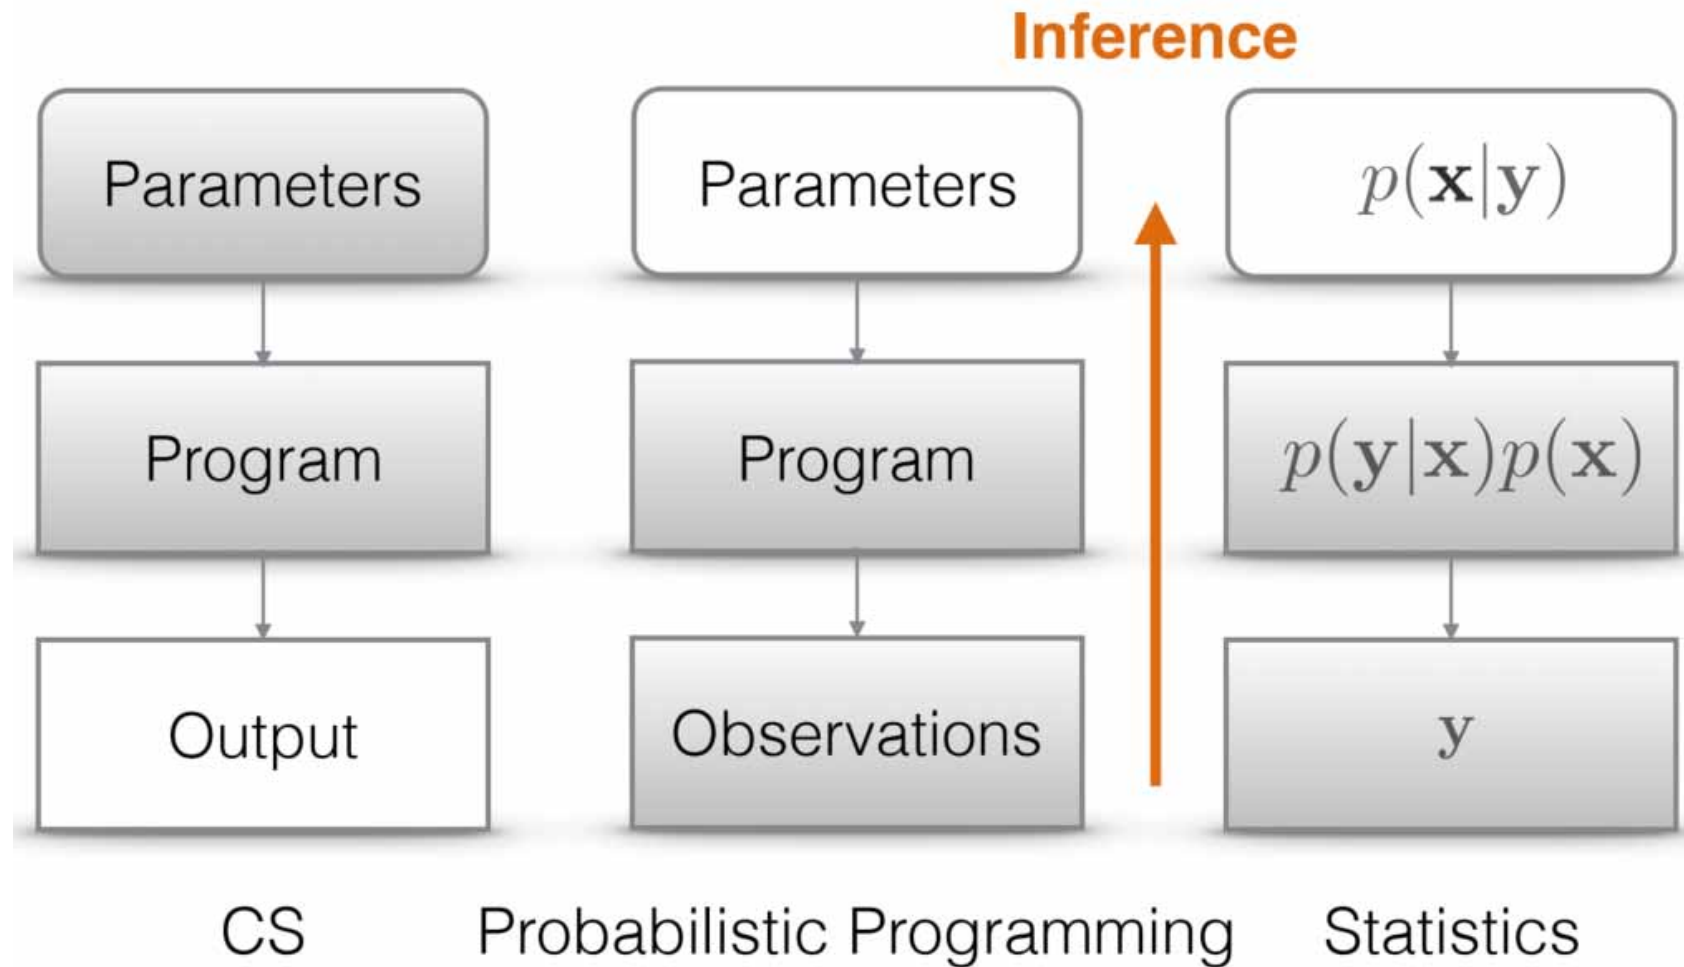 Inference
Parameters
Parameters
p(x|y)
Program
Program
p(y|x)p(x)
Output
Observations
y
CS
Probabilistic Programming
Statistics